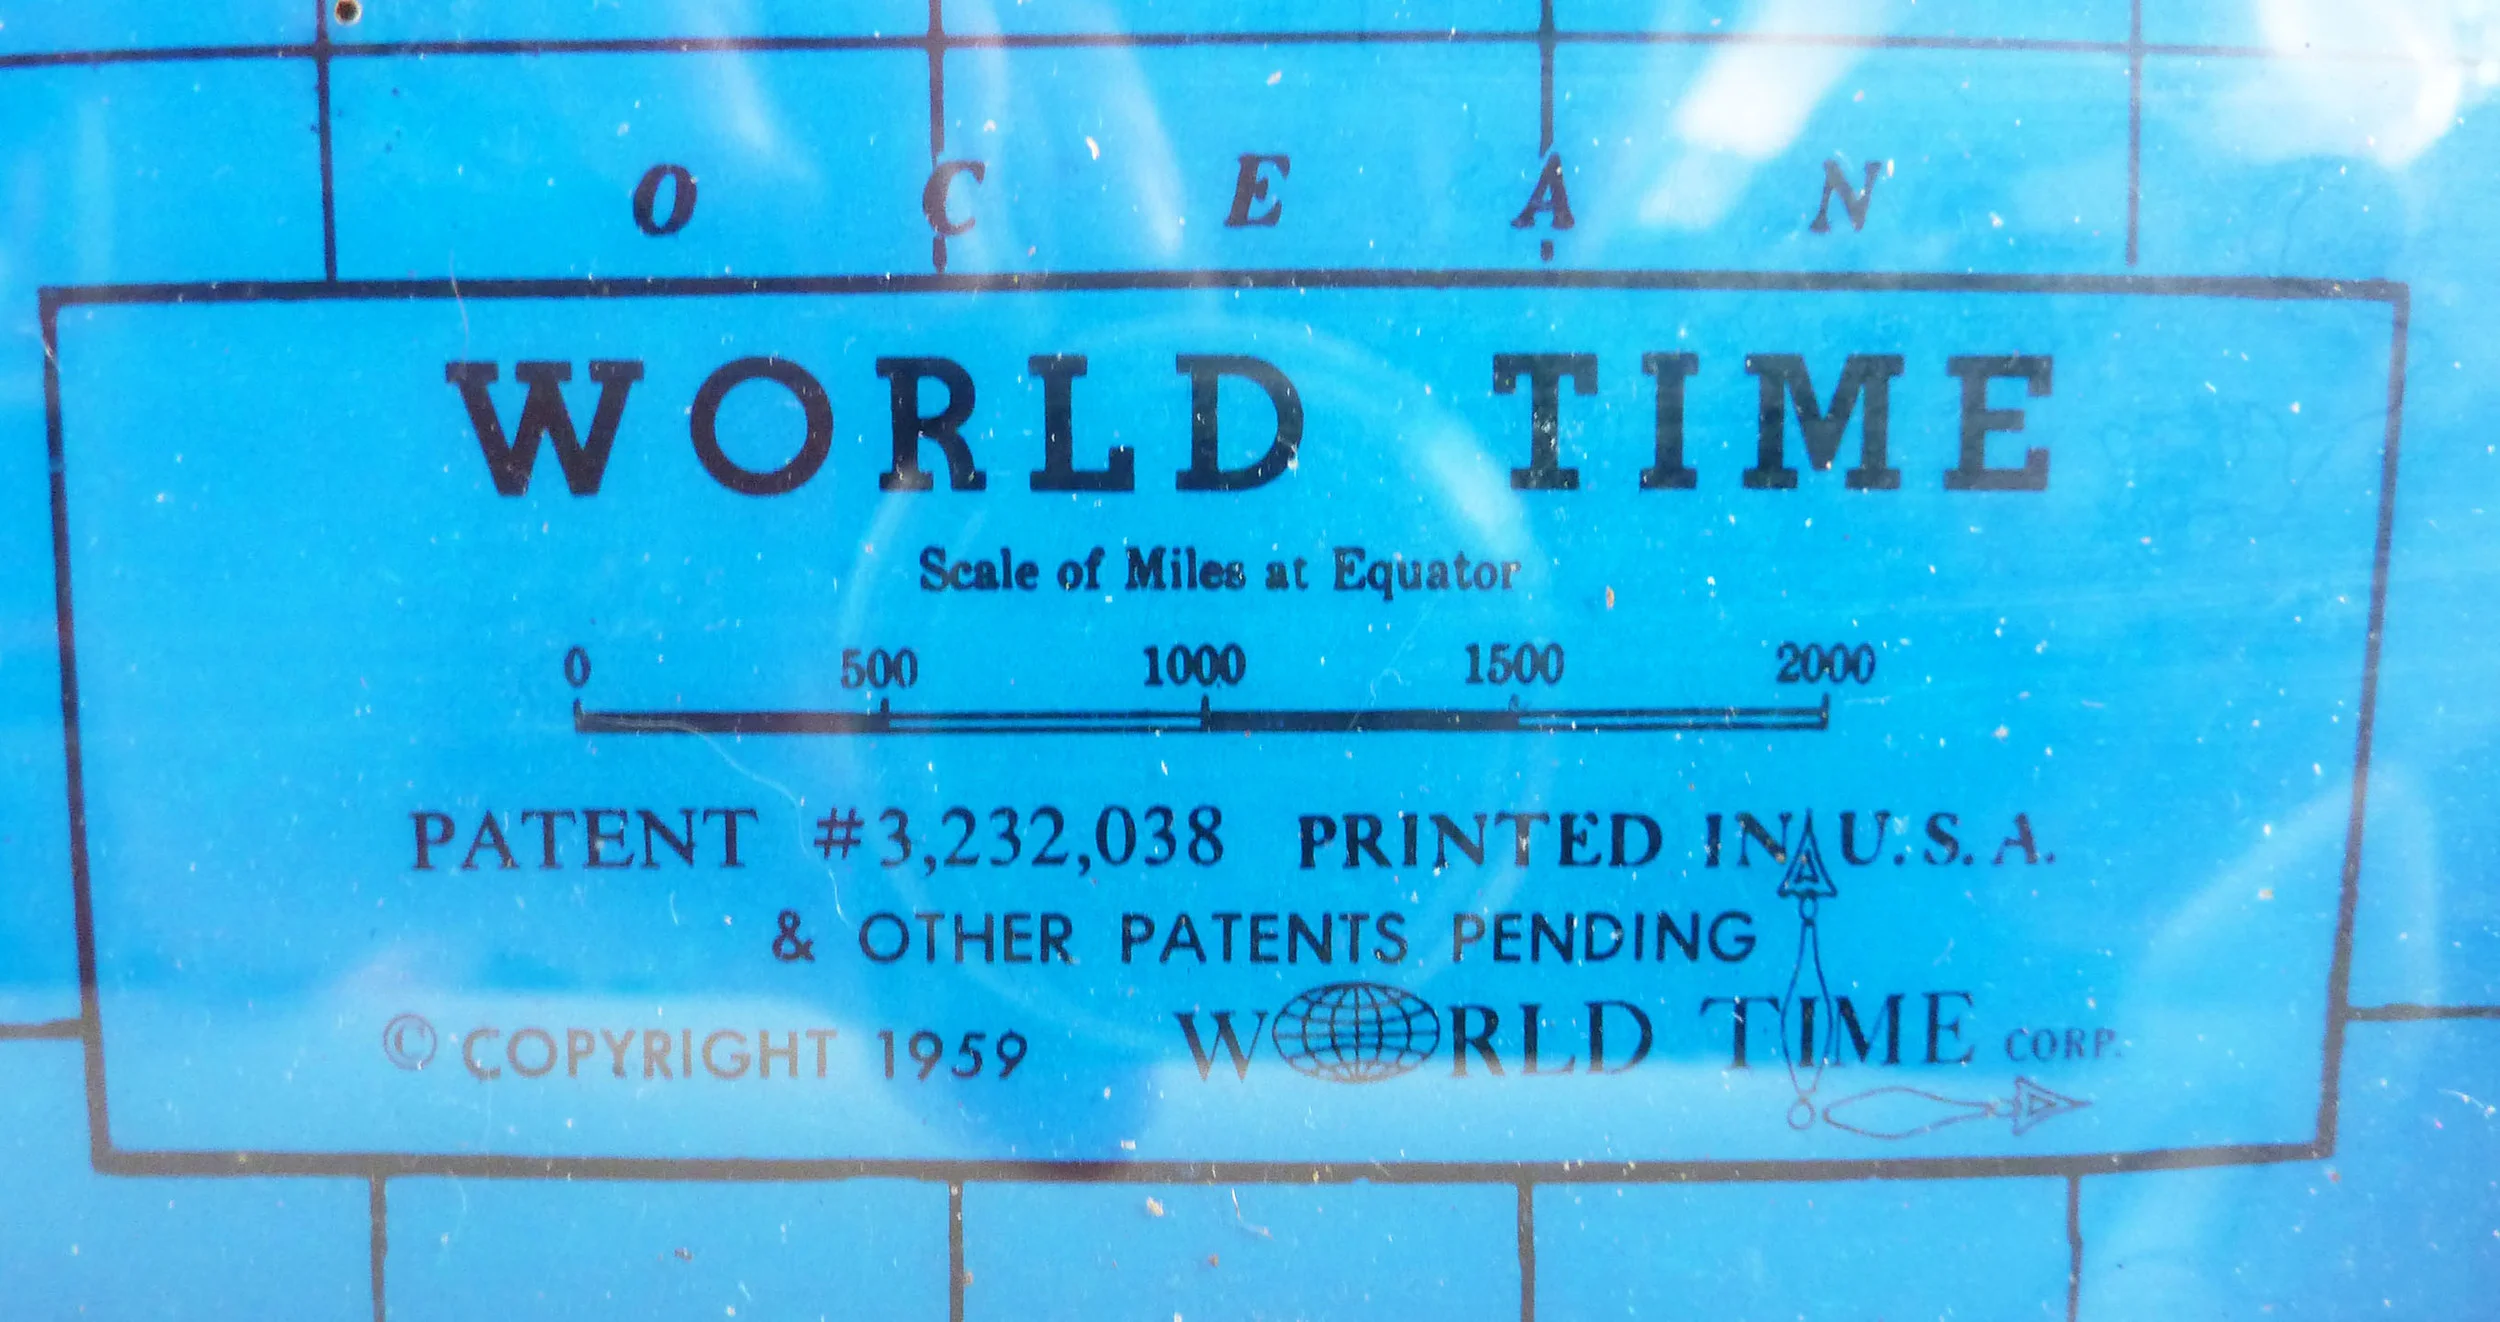 OCEAN
WORLD TIME
Scale of Miles at Equator
0 500 1000 1500 2000
PATENT #3,232,038 PRINTED IN U.S.A.
& OTHER PATENTS PENDING
© COPYRIGHT 1959 WORLD TIME CORP.